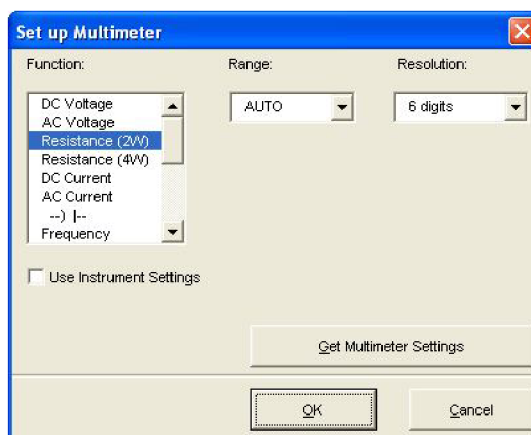 Set up Multimeter
Function: Range: Resolution:
DC Voltage AUTO 6 digits
AC Voltage
Resistance (2W)
Resistance (4W)
DC Current
AC Current
--) |--
Frequency
Use Instrument Settings
Get Multimeter Settings
OK Cancel